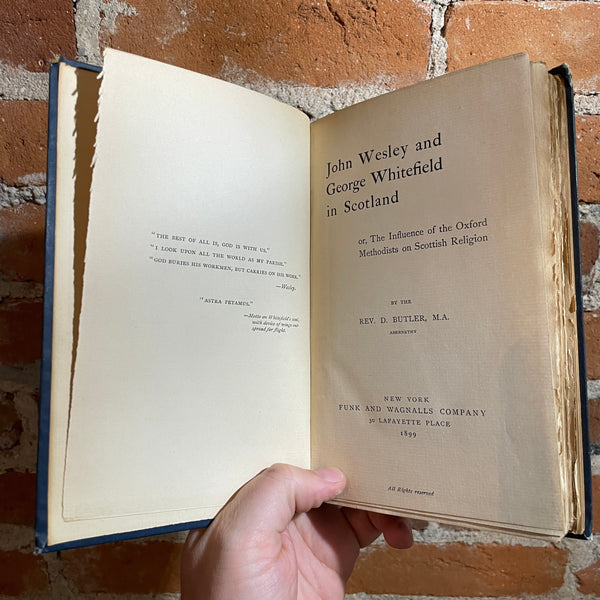 "THE BEST OF ALL IS, GOD IS WITH US."
"I LOOK UPON ALL THE WORLD AS MY PARISH."
"GOD BURIES HIS WORKMEN, BUT CARRIES ON HIS WORK."
—Wesley.
"ASTRA PETAMUS."
—Motto on Whitefield's seal,
with device of wings out-
spread for flight.
John Wesley and
George Whitefield
in Scotland
or, The Influence of the Oxford
Methodists on Scottish Religion
BY THE
REV. D. BUTLER, M.A.
ABERNETHY
NEW YORK
FUNK AND WAGNALLS COMPANY
30 LAFAYETTE PLACE
1899
All Rights reserved